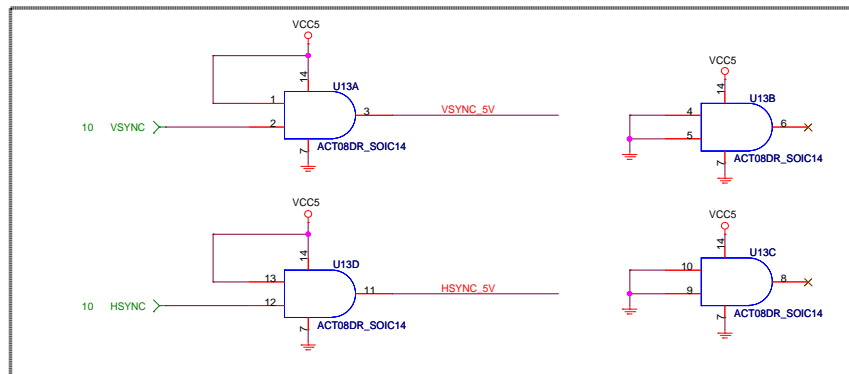 VCC5
14
U13A
1
3
VSYNC_5V
10 VSYNC
2
7
ACT08DR_SOIC14
VCC5
14
U13B
4
6
5
7
ACT08DR_SOIC14
VCC5
14
U13D
13
11
HSYNC_5V
10 HSYNC
12
7
ACT08DR_SOIC14
VCC5
14
U13C
10
8
9
7
ACT08DR_SOIC14